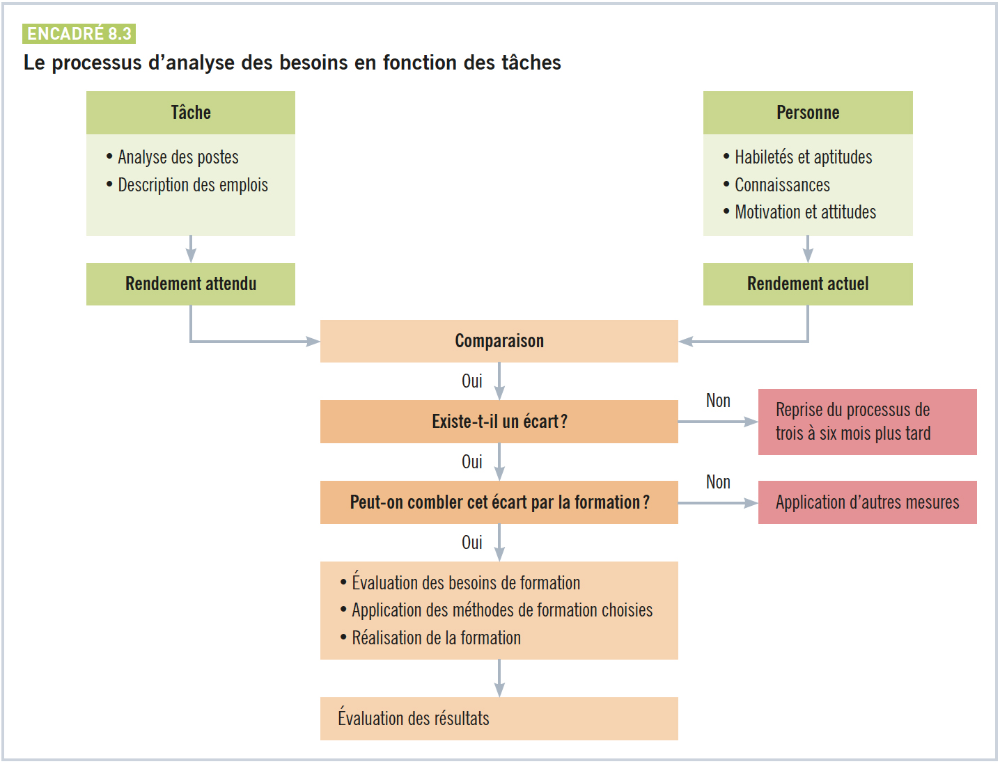 ENCADRÉ 8.3
Le processus d’analyse des besoins en fonction des tâches
Tâche
• Analyse des postes
• Description des emplois
Personne
• Habiletés et aptitudes
• Connaissances
• Motivation et attitudes
Rendement attendu
Rendement actuel
Comparaison
Oui
Existe-t-il un écart ?
Non
Reprise du processus de
trois à six mois plus tard
Oui
Peut-on combler cet écart par la formation ?
Non
Application d’autres mesures
Oui
• Évaluation des besoins de formation
• Application des méthodes de formation choisies
• Réalisation de la formation
Évaluation des résultats